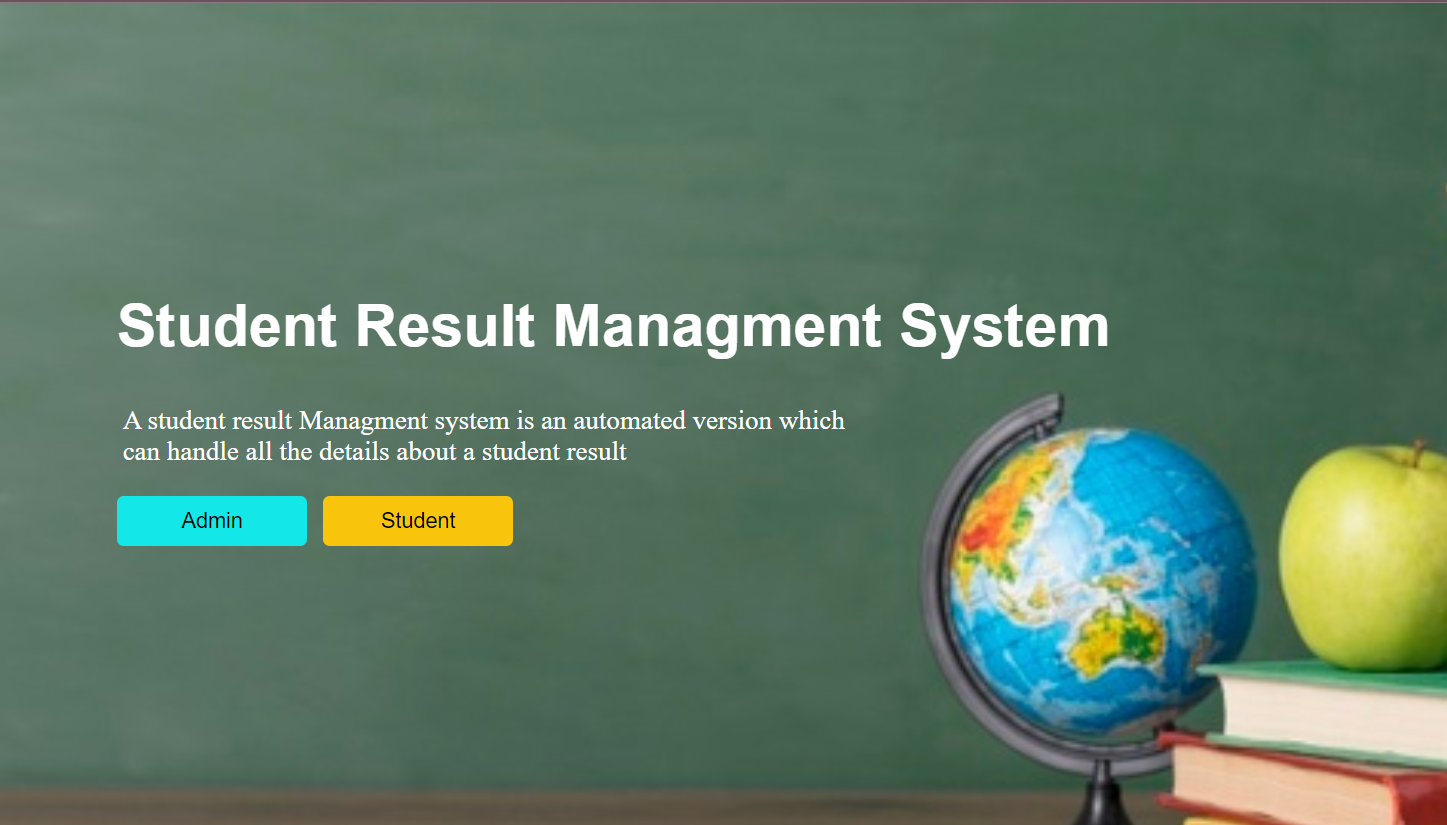 Student Result Managment System
A student result Managment system is an automated version which
can handle all the details about a student result
Admin
Student